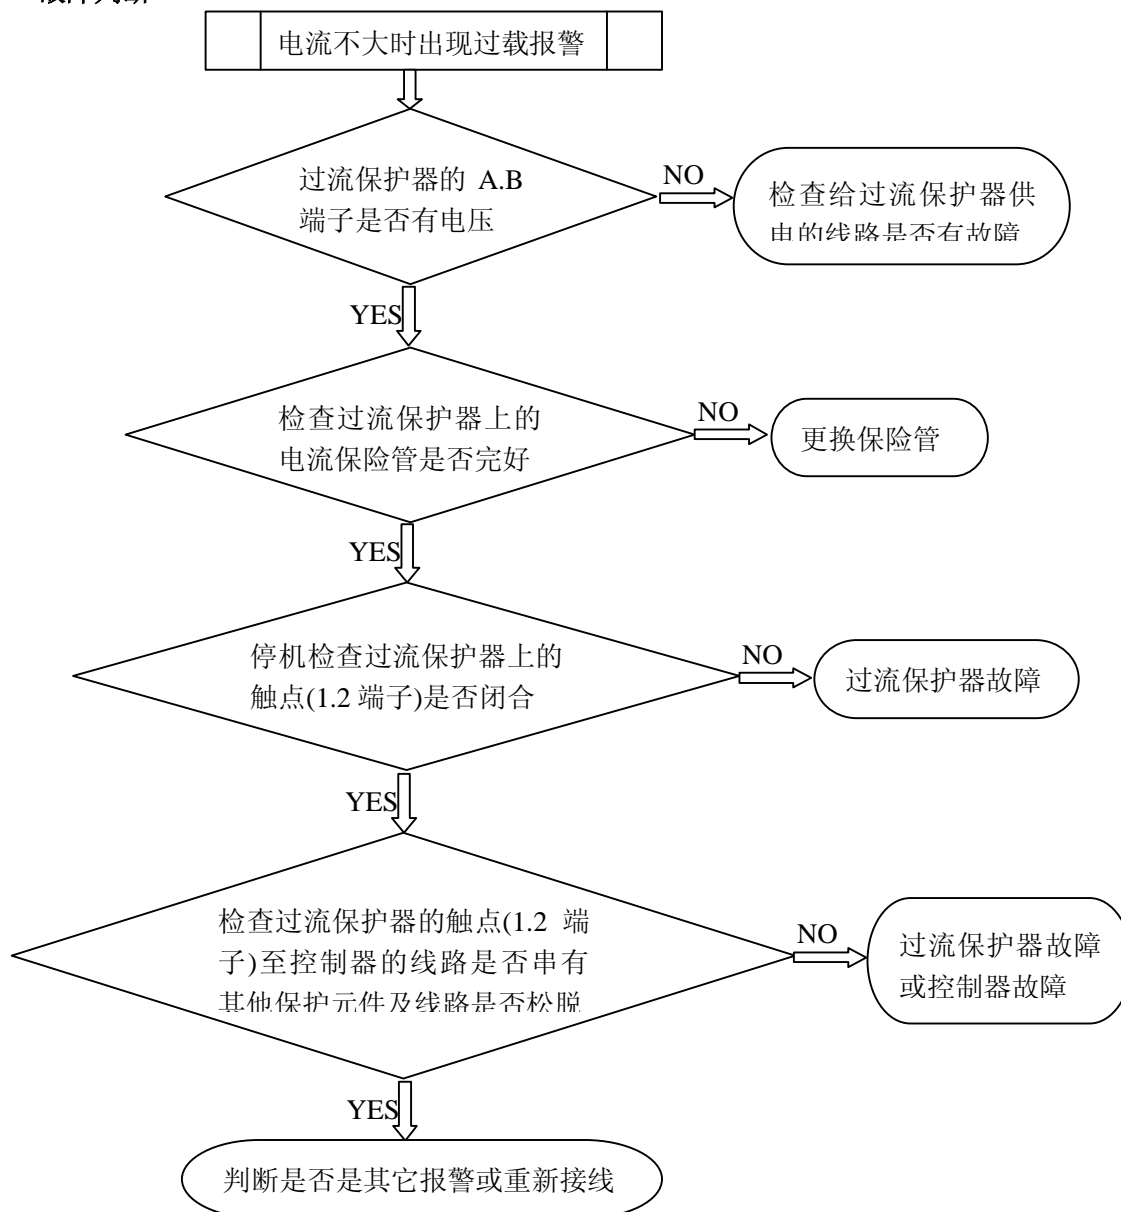 电流不大时出现过载报警
过流保护器的 A.B
端子是否有电压
NO
检查给过流保护器供
电的线路是否有故障
YES
检查过流保护器上的
电流保险管是否完好
NO
更换保险管
YES
停机检查过流保护器上的
触点(1.2 端子)是否闭合
NO
过流保护器故障
YES
检查过流保护器的触点(1.2 端
子)至控制器的线路是否串有
其他保护元件及线路是否松脱
NO
过流保护器故障
或控制器故障
YES
判断是否是其它报警或重新接线